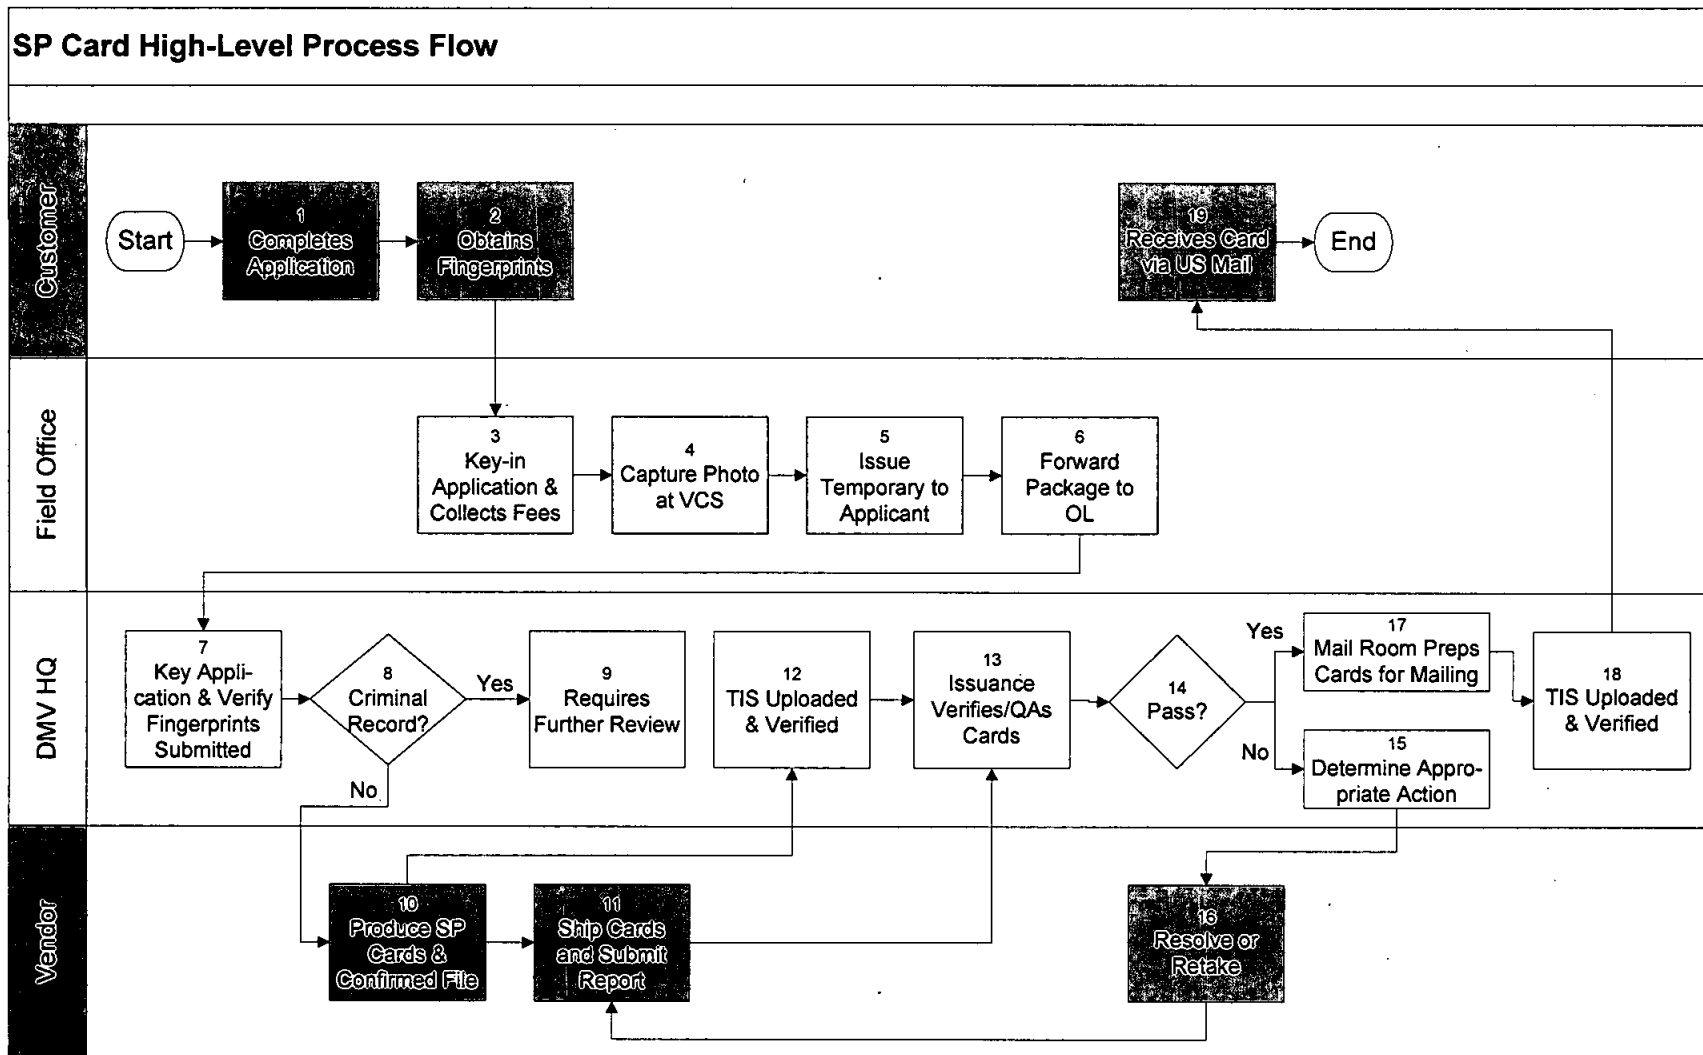 SP Card High-Level Process Flow
Customer
Start
1
Completes
Application
2
Obtains
Fingerprints
19
Receives Card
via US Mail
End
Field Office
3
Key-in
Application &
Collects Fees
4
Capture Photo
at VCS
5
Issue
Temporary to
Applicant
6
Forward
Package to
OL
DMV HQ
7
Key Appli-
cation & Verify
Fingerprints
Submitted
8
Criminal
Record?
Yes
No
9
Requires
Further Review
12
TIS Uploaded
& Verified
13
Issuance
Verifies/QAs
Cards
14
Pass?
Yes
No
17
Mail Room Preps
Cards for Mailing
15
Determine Appro-
priate Action
18
TIS Uploaded
& Verified
Vendor
10
Produce SP
Cards &
Confirmed File
11
Ship Cards
and Submit
Report
16
Resolve or
Retake